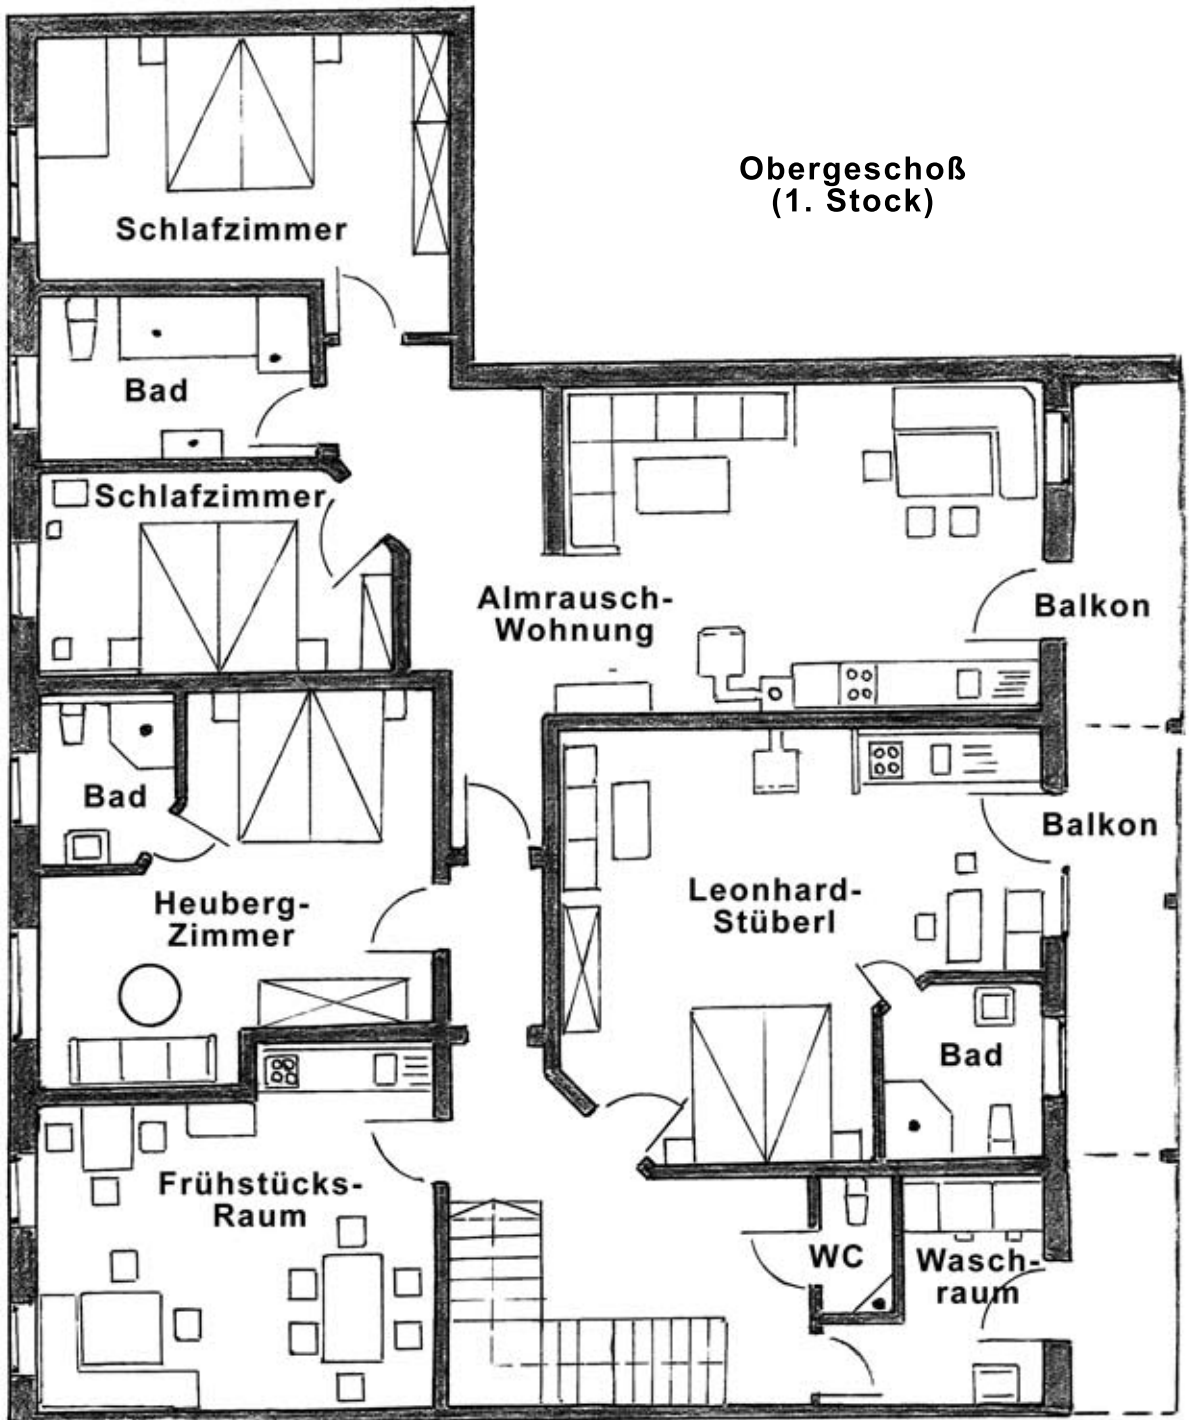 Obergeschoß
(1. Stock)
Schlafzimmer
Bad
Schlafzimmer
Almrausch-
Wohnung
Balkon
Bad
Balkon
Heuberg-
Zimmer
Leonhard-
Stüberl
Bad
Frühstücks-
Raum
WC
Wasch-
raum